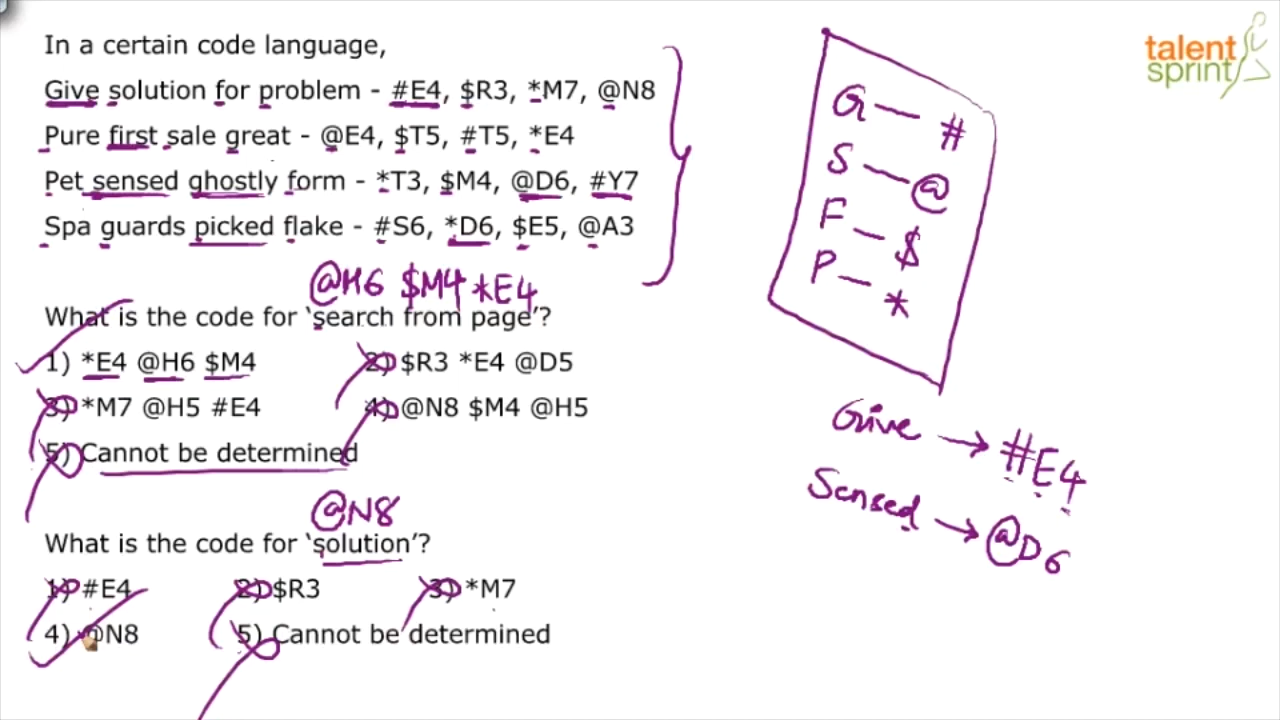 In a certain code language,
talent
sprint
Give solution for problem - #E4, $R3, *M7, @N8
Pure first sale great - @E4, $T5, #T5, *E4
Pet sensed ghostly form - *T3, $M4, @D6, #Y7
Spa guards picked flake - #S6, *D6, $E5, @A3
G — #
S — @
F — $
P — *
@H6 $M4 *E4
What is the code for ‘search from page’?
1) *E4 @H6 $M4 2) $R3 *E4 @D5
3) *M7 @H5 #E4 4) @N8 $M4 @H5
5) Cannot be determined
Give → #E4
Sensed → @D6
@N8
What is the code for ‘solution’?
1) #E4 2) $R3 3) *M7
4) @N8 5) Cannot be determined